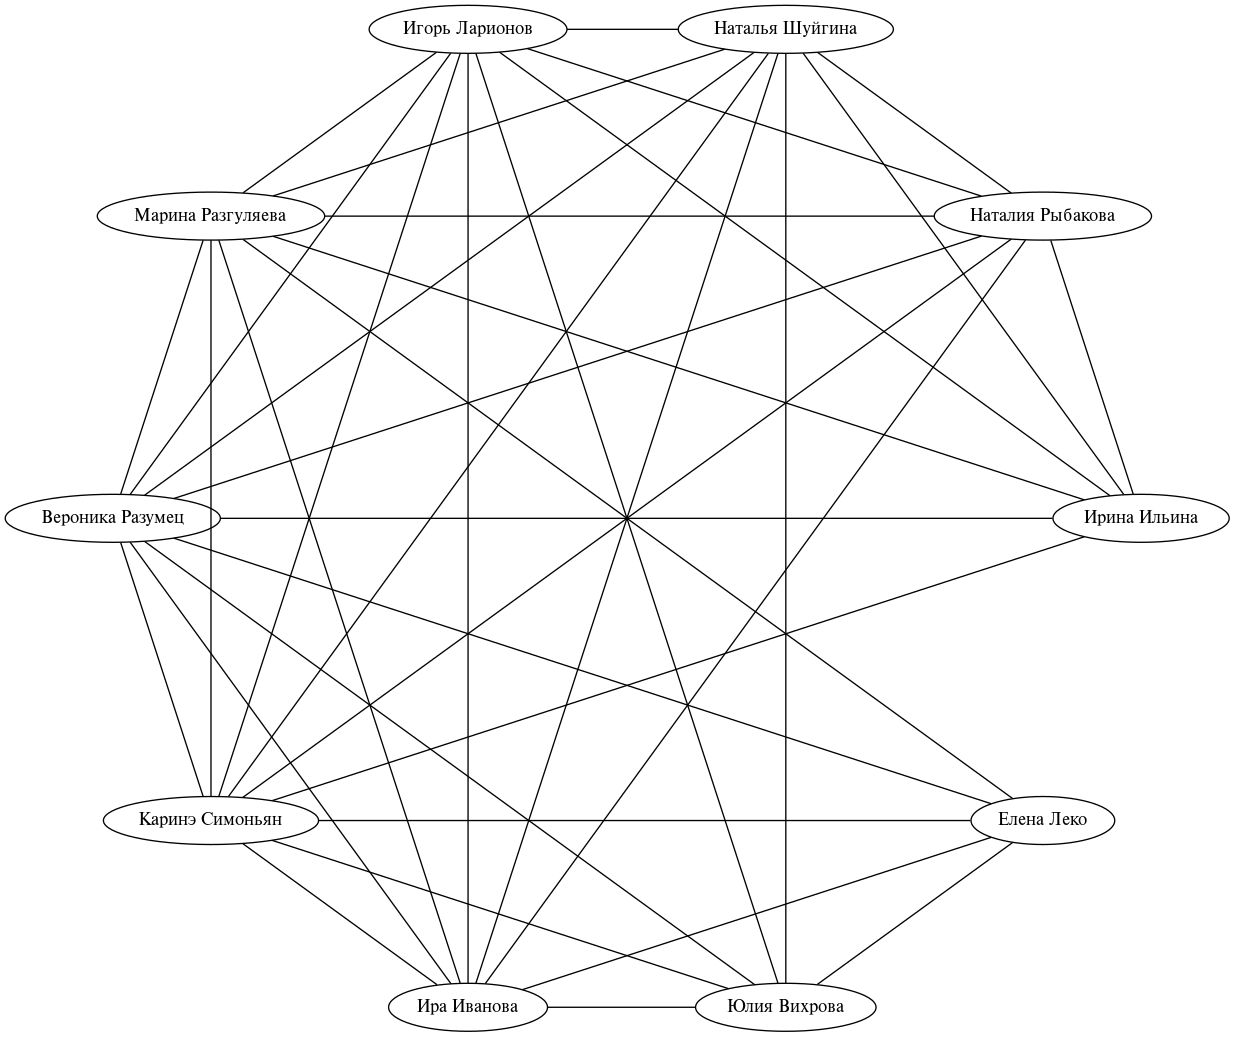 Игорь Ларионов
Наталья Шуйгина
Марина Разгуляева
Наталия Рыбакова
Вероника Разумец
Ирина Ильина
Каринэ Симоньян
Елена Леко
Ира Иванова
Юлия Вихрова